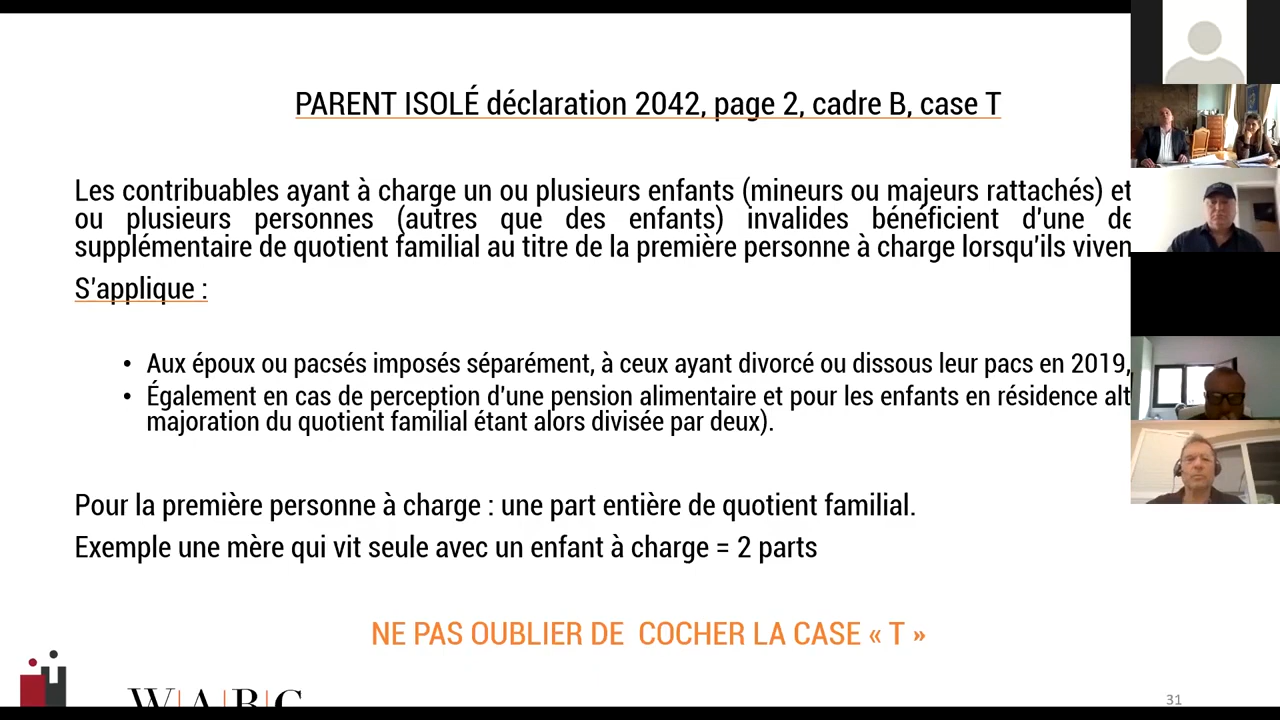 PARENT ISOLÉ déclaration 2042, page 2, cadre B, case T
Les contribuables ayant à charge un ou plusieurs enfants (mineurs ou majeurs rattachés) et
ou plusieurs personnes (autres que des enfants) invalides bénéficient d'une
supplémentaire de quotient familial au titre de la première personne à charge lorsqu'ils
S'applique :
• Aux époux ou pacsés imposés séparément, à ceux ayant divorcé ou dissous leur pacs en 2019,
• Également en cas de perception d'une pension alimentaire et pour les enfants en résidence
majoration du quotient familial étant alors divisée par deux).
Pour la première personne à charge : une part entière de quotient familial.
Exemple une mère qui vit seule avec un enfant à charge = 2 parts
NE PAS OUBLIER DE COCHER LA CASE « T »
W|A|B|C
31